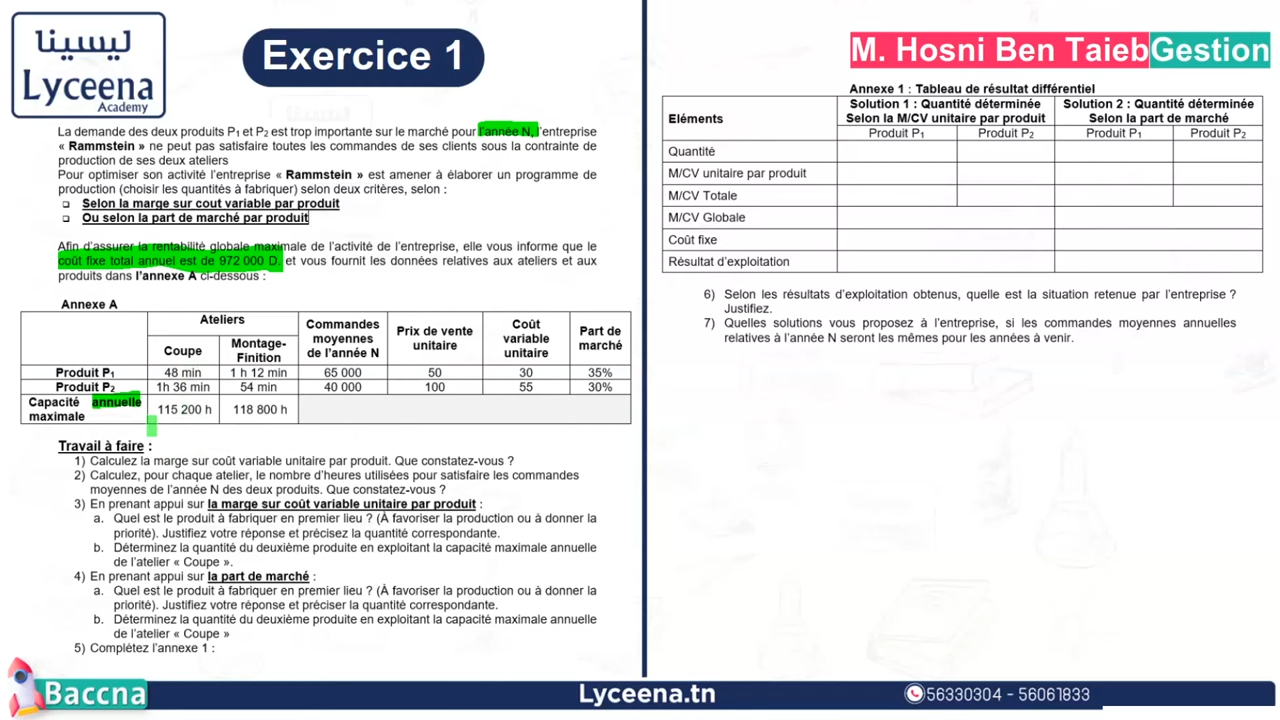 ليسينا
Lyceena
Academy
Exercice 1
M. Hosni Ben Taieb Gestion
La demande des deux produits P₁ et P₂ est trop importante sur le marché pour l'année N, l'entreprise
« Rammstein » ne peut pas satisfaire toutes les commandes de ses clients sous la contrainte de
production de ses deux ateliers
Pour optimiser son activité l'entreprise « Rammstein » est amener à élaborer un programme de
production (choisir les quantités à fabriquer) selon deux critères, selon :
❑ Selon la marge sur cout variable par produit
❑ Ou selon la part de marché par produit
Afin d'assurer la rentabilité globale maximale de l'activité de l'entreprise, elle vous informe que le
coût fixe total annuel est de 972 000 D. et vous fournit les données relatives aux ateliers et aux
produits dans l'annexe A ci-dessous :
Annexe A
Ateliers
Commandes moyennes de l'année N
Prix de vente unitaire
Coût variable unitaire
Part de marché
Coupe
Montage-Finition
Produit P₁ 48 min 1 h 12 min 65 000 50 30 35%
Produit P₂ 1h 36 min 54 min 40 000 100 55 30%
Capacité annuelle maximale 115 200 h 118 800 h
Travail à faire :
1) Calculez la marge sur coût variable unitaire par produit. Que constatez-vous ?
2) Calculez, pour chaque atelier, le nombre d'heures utilisées pour satisfaire les commandes
moyennes de l'année N des deux produits. Que constatez-vous ?
3) En prenant appui sur la marge sur coût variable unitaire par produit :
a. Quel est le produit à fabriquer en premier lieu ? (À favoriser la production ou à donner la
priorité). Justifiez votre réponse et précisez la quantité correspondante.
b. Déterminez la quantité du deuxième produite en exploitant la capacité maximale annuelle
de l'atelier « Coupe ».
4) En prenant appui sur la part de marché :
a. Quel est le produit à fabriquer en premier lieu ? (À favoriser la production ou à donner la
priorité). Justifiez votre réponse et préciser la quantité correspondante.
b. Déterminez la quantité du deuxième produite en exploitant la capacité maximale annuelle
de l'atelier « Coupe »
5) Complétez l'annexe 1 :
Annexe 1 : Tableau de résultat différentiel
Eléments
Solution 1 : Quantité déterminée
Selon la M/CV unitaire par produit
Solution 2 : Quantité déterminée
Selon la part de marché
Produit P₁ Produit P₂ Produit P₁ Produit P₂
Quantité
M/CV unitaire par produit
M/CV Totale
M/CV Globale
Coût fixe
Résultat d'exploitation
6) Selon les résultats d'exploitation obtenus, quelle est la situation retenue par l'entreprise ?
Justifiez.
7) Quelles solutions vous proposez à l'entreprise, si les commandes moyennes annuelles
relatives à l'année N seront les mêmes pour les années à venir.
Baccna
Lyceena.tn
56330304 - 56061833